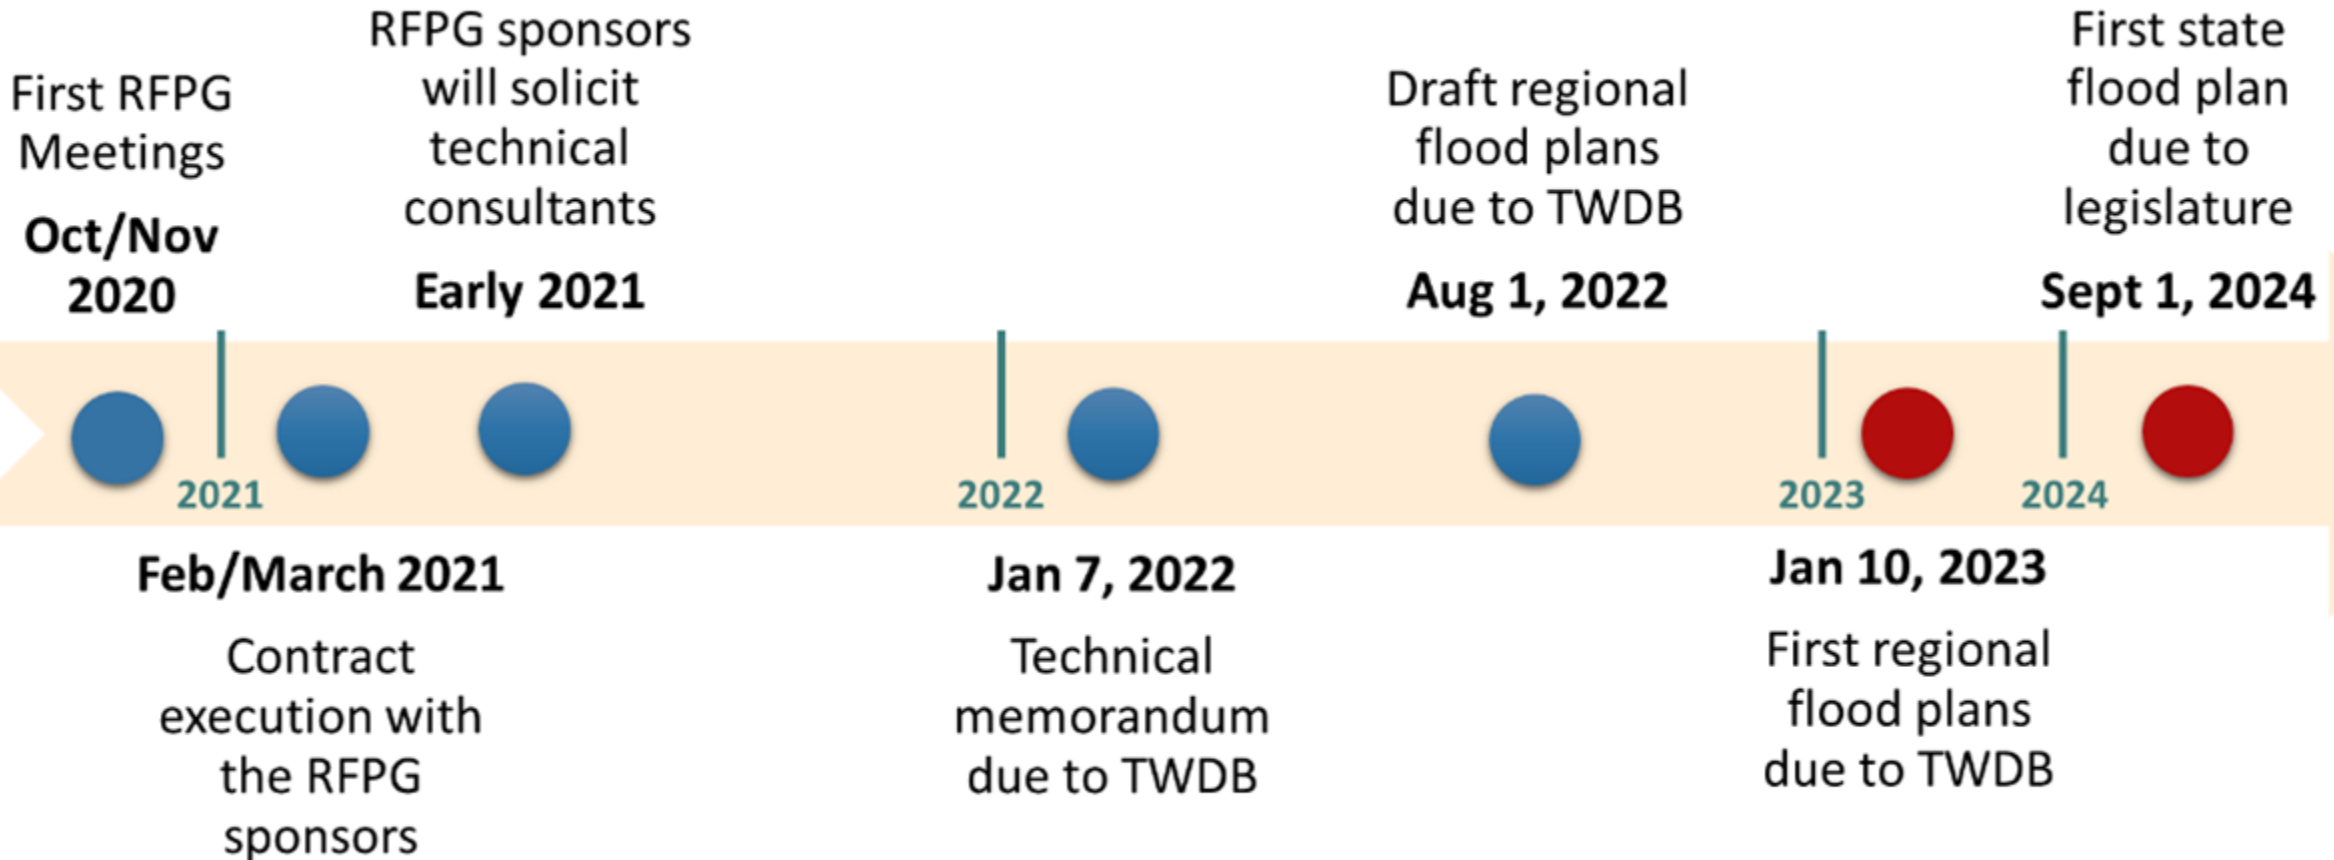 First RFPG
Meetings
Oct/Nov
2020
RFPG sponsors
will solicit
technical
consultants
Early 2021
Draft regional
flood plans
due to TWDB
Aug 1, 2022
First state
flood plan
due to
legislature
Sept 1, 2024
2021
2022
2023
2024
Feb/March 2021
Contract
execution with
the RFPG
sponsors
Jan 7, 2022
Technical
memorandum
due to TWDB
Jan 10, 2023
First regional
flood plans
due to TWDB